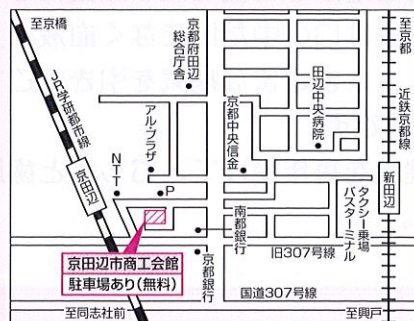 至京橋
京都府田辺
総合庁舎
至京都
JR学研都市線
アル・プラザ
京都中央信金
田辺中央病院
近鉄京都線
京田辺
NTT
P
新田辺
タクシー乗場
バスターミナル
南都銀行
京都銀行
旧307号線
京田辺市商工会館
駐車場あり(無料)
国道307号線
至同志社前
至興戸